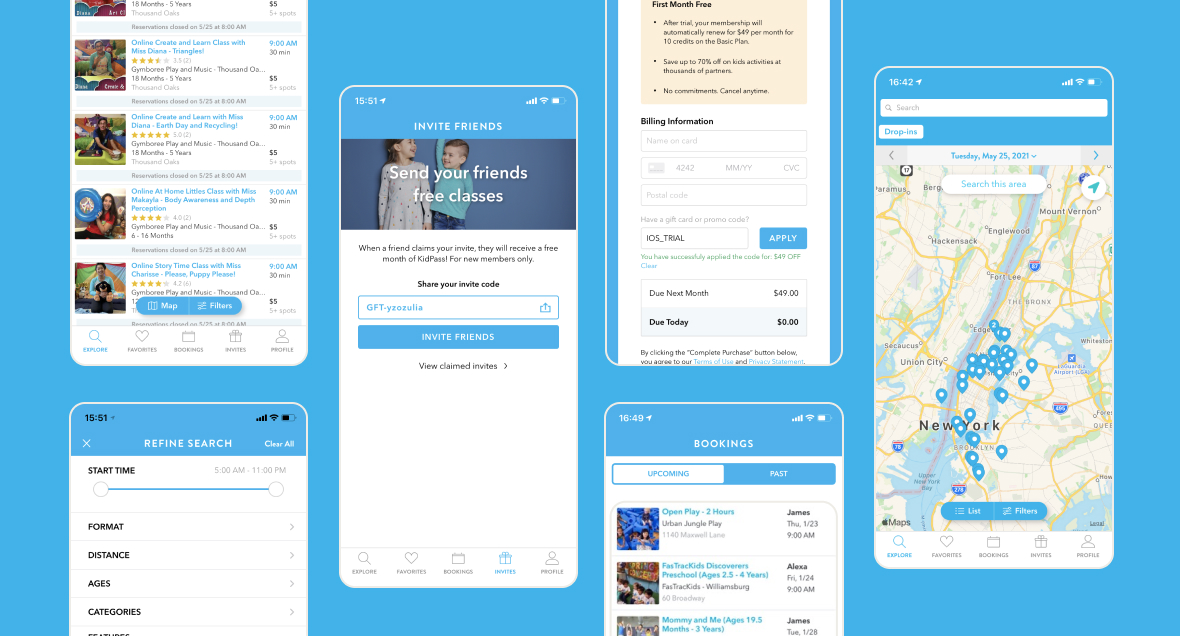 18 Months - 5 Years
$5
Thousand Oaks
5+ spots
Reservations closed on 5/25 at 8:00 AM
Online Create and Learn Class with
Miss Diana - Triangles!
9:00 AM
30 min
3.5 (2)
Gymboree Play and Music - Thousand Oa...
18 Months - 5 Years
$5
Thousand Oaks
5+ spots
Reservations closed on 5/25 at 8:00 AM
Online Create and Learn with Miss
Diana - Earth Day and Recycling!
9:00 AM
30 min
5.0 (2)
Gymboree Play and Music - Thousand Oa...
18 Months - 5 Years
$5
Thousand Oaks
5+ spots
Reservations closed on 5/25 at 8:00 AM
Online At Home Littles Class with Miss
Makayla - Body Awareness and Depth
Perception
9:00 AM
30 min
4.0 (2)
Gymboree Play and Music - Thousand Oa...
6 - 16 Months
$5
5+ spots
Reservations closed on 5/25 at 8:00 AM
Online Story Time Class with Miss
Charisse - Please, Puppy Please!
9:00 AM
30 min
4.2 (6)
Gymboree Play and Music - Thousand Oa...
$5
5+ spots
Map
Filters
Reservations closed on 5/25 at 8:00 AM
EXPLORE
FAVORITES
BOOKINGS
INVITES
PROFILE
15:51
REFINE SEARCH
Clear All
START TIME
5:00 AM - 11:00 PM
FORMAT
DISTANCE
AGES
CATEGORIES
15:51
INVITE FRIENDS
Send your friends
free classes
When a friend claims your invite, they will receive a free
month of KidPass! For new members only.
Share your invite code
GFT-yzozulia
INVITE FRIENDS
View claimed invites
EXPLORE
FAVORITES
BOOKINGS
INVITES
PROFILE
First Month Free
• After trial, your membership will
automatically renew for $49 per month for
10 credits on the Basic Plan.
• Save up to 70% off on kids activities at
thousands of partners.
• No commitments. Cancel anytime.
Billing Information
Name on card
4242
MM/YY
CVC
Postal code
Have a gift card or promo code?
IOS_TRIAL
APPLY
You have successfuly applied the code for: $49 OFF
Clear
Due Next Month
$49.00
Due Today
$0.00
By clicking the "Complete Purchase" button below,
you agree to our Terms of Use and Privacy Statement.
16:49
BOOKINGS
UPCOMING
PAST
Open Play - 2 Hours
Urban Jungle Play
1140 Maxwell Lane
James
Thu, 1/23
9:00 AM
FasTracKids Discoverers
Preschool (Ages 2.5 - 4 Years)
FasTracKids - Williamsburg
60 Broadway
Alexa
Fri, 1/24
9:00 AM
Mommy and Me (Ages 19.5
Months - 3 Years)
James
Tue, 1/28
16:42
Search
Drop-ins
Tuesday, May 25, 2021
17
Search this area
Paramus
Mount Vernon
Englewood
Hackensack
Fort Lee
87
THE BRONX
2
Secaucus
Union City
LaGuardia
Airport (LGA)
495
New York
BROOKLYN
78
Upper
New York
Bay
278
List
Filters
Maps
Legal
EXPLORE
FAVORITES
BOOKINGS
INVITES
PROFILE